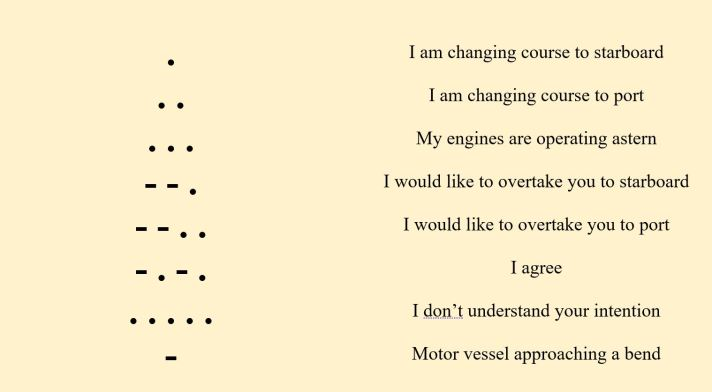 . I am changing course to starboard
. . I am changing course to port
. . . My engines are operating astern
- - . I would like to overtake you to starboard
- - . . I would like to overtake you to port
- . - . I agree
. . . . . I don’t understand your intention
- Motor vessel approaching a bend